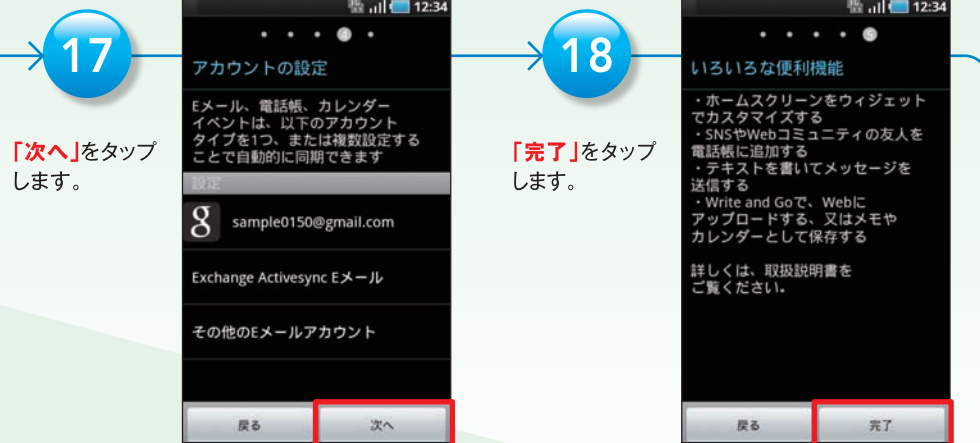 17
「次へ」をタップ
します。
12:34
4
アカウントの設定
Eメール、電話帳、カレンダー
イベントは、以下のアカウント
タイプを1つ、または複数設定する
ことで自動的に同期できます
設定
g
sample0150@gmail.com
Exchange Activesync Eメール
その他のEメールアカウント
戻る
次へ
18
「完了」をタップ
します。
12:34
5
いろいろな便利機能
・ホームスクリーンをウィジェット
でカスタマイズする
・SNSやWebコミュニティの友人を
電話帳に追加する
・テキストを書いてメッセージを
送信する
・Write and Goで、Webに
アップロードする、又はメモや
カレンダーとして保存する
詳しくは、取扱説明書を
ご覧ください。
戻る
完了